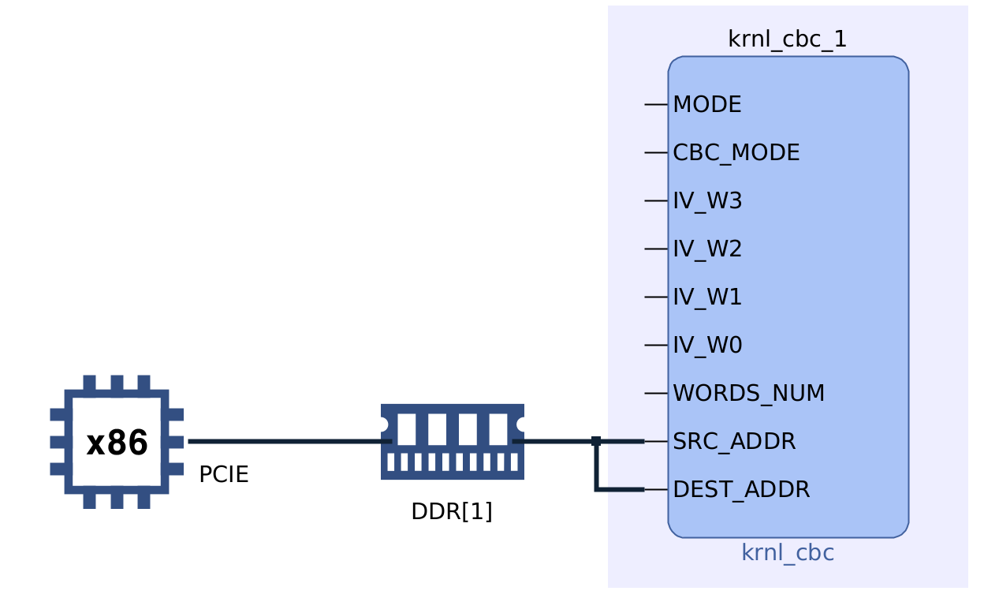 krnl_cbc_1
MODE
CBC_MODE
IV_W3
IV_W2
IV_W1
IV_W0
WORDS_NUM
SRC_ADDR
DEST_ADDR
krnl_cbc
x86
PCIE
DDR[1]